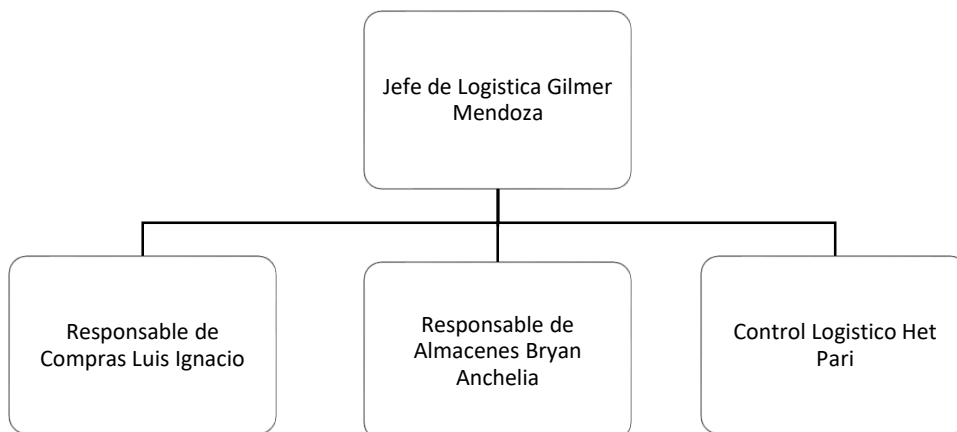 Jefe de Logistica Gilmer
Mendoza
Responsable de
Compras Luis Ignacio
Responsable de
Almacenes Bryan
Anchelia
Control Logistico Het
Pari